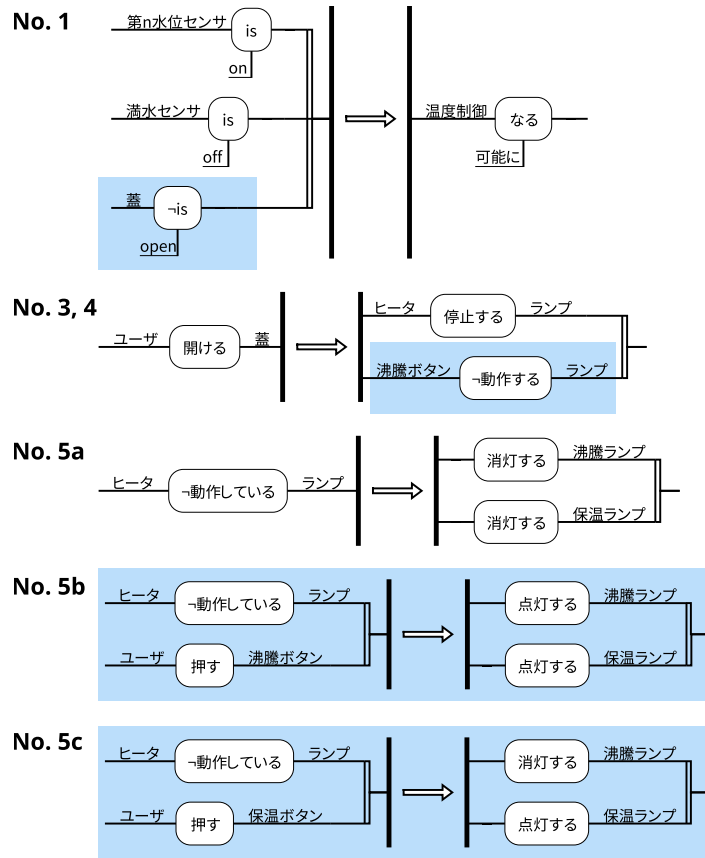 No. 1
第n水位センサ is
on
満水センサ is
off
蓋 ¬is
open
温度制御 なる
可能に
No. 3, 4
ユーザ 開ける 蓋
ヒータ 停止する ランプ
沸騰ボタン ¬動作する ランプ
No. 5a
ヒータ ¬動作している ランプ
消灯する 沸騰ランプ
消灯する 保温ランプ
No. 5b
ヒータ ¬動作している ランプ
ユーザ 押す 沸騰ボタン
点灯する 沸騰ランプ
点灯する 保温ランプ
No. 5c
ヒータ ¬動作している ランプ
ユーザ 押す 保温ボタン
消灯する 沸騰ランプ
点灯する 保温ランプ